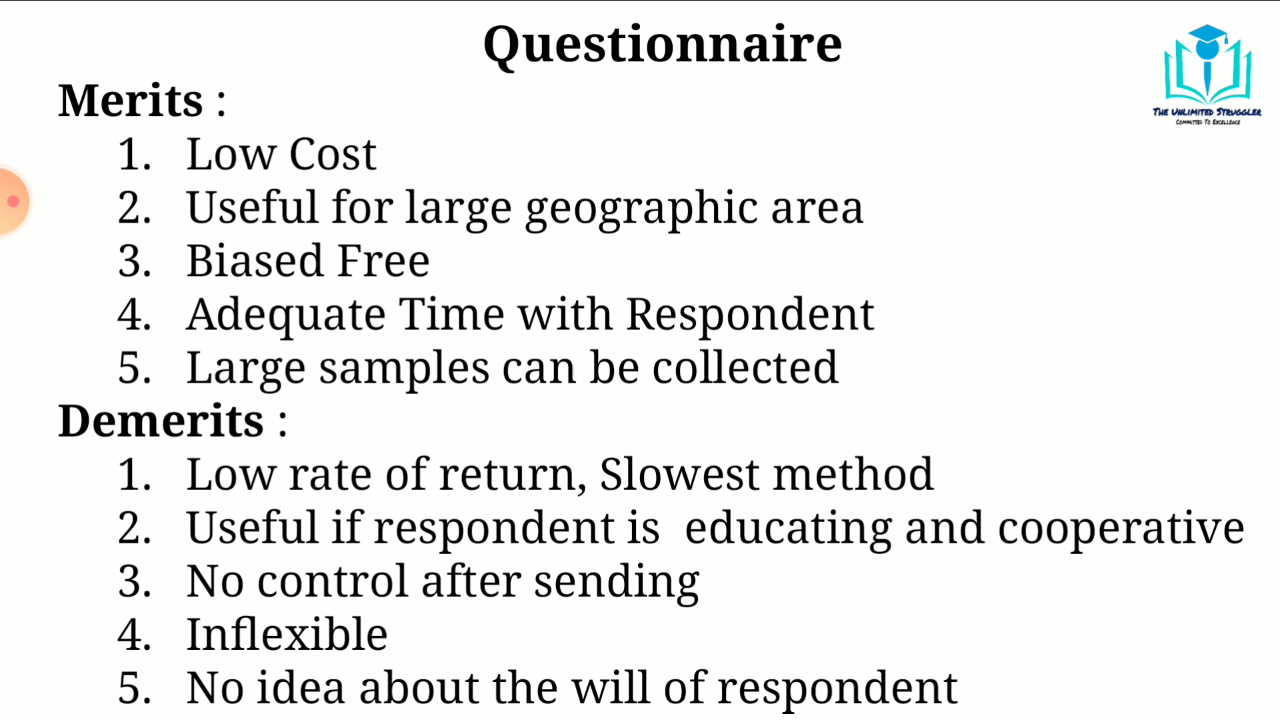 Questionnaire
THE UNLIMITED STRUGGLER
COMMITTED TO EXCELLENCE
Merits :
1. Low Cost
2. Useful for large geographic area
3. Biased Free
4. Adequate Time with Respondent
5. Large samples can be collected
Demerits :
1. Low rate of return, Slowest method
2. Useful if respondent is  educating and cooperative
3. No control after sending
4. Inflexible
5. No idea about the will of respondent